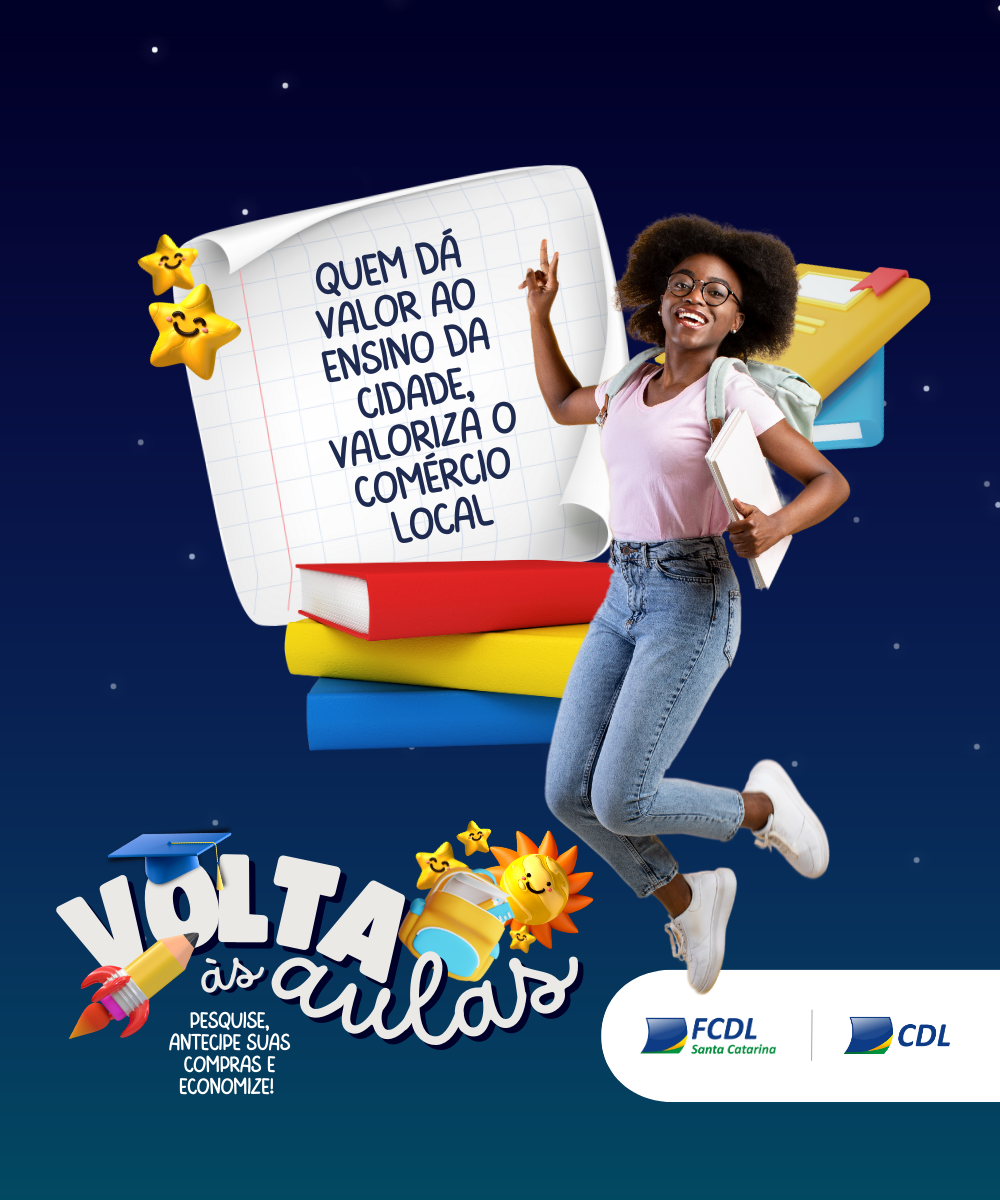 QUEM DÁ
VALOR AO
ENSINO DA
CIDADE,
VALORIZA O
COMÉRCIO
LOCAL
VOLTA
às aulas
PESQUISE,
ANTECIPE SUAS
COMPRAS E
ECONOMIZE!
FCDL
Santa Catarina
CDL